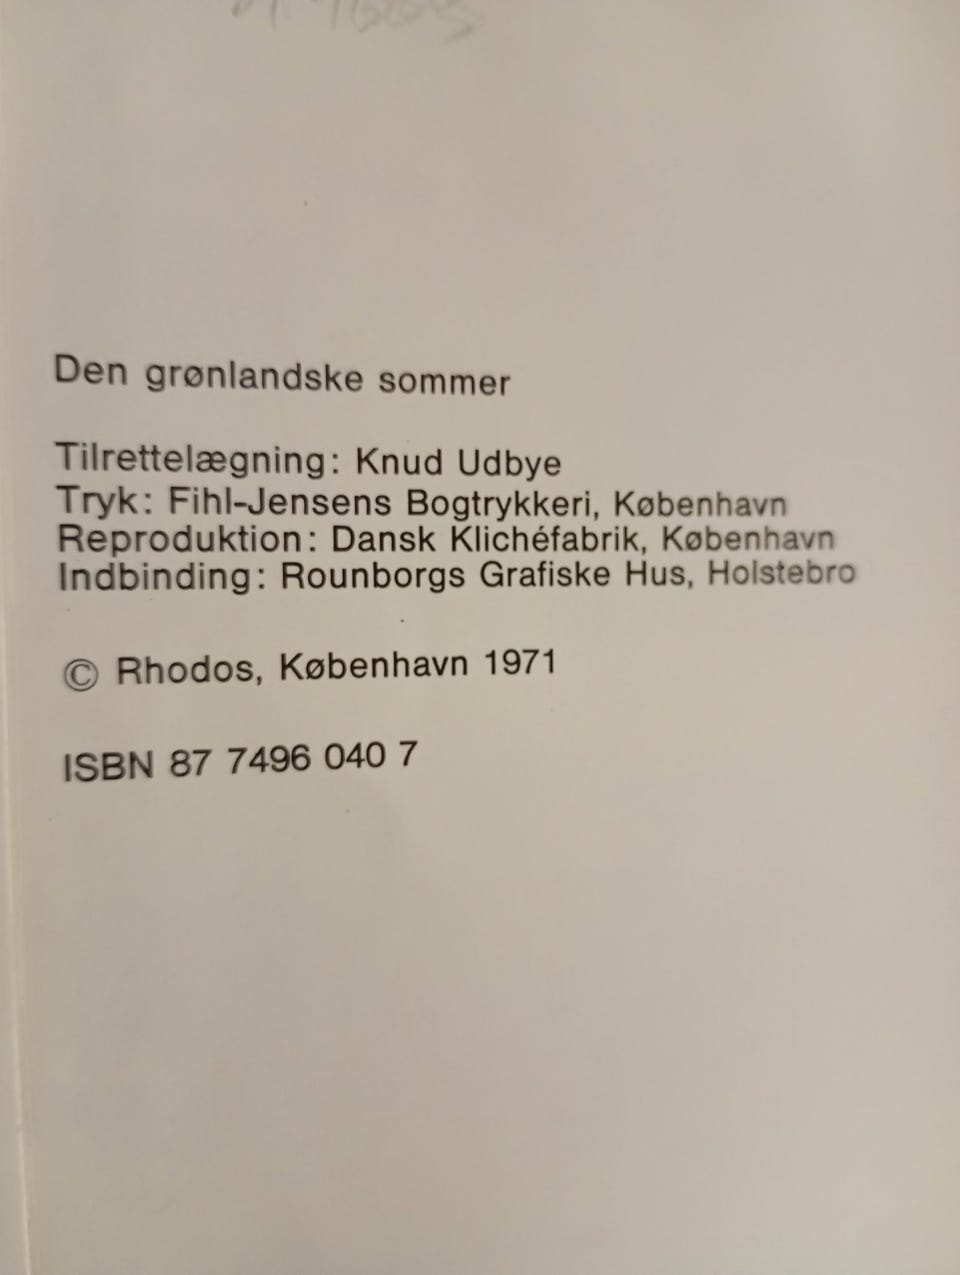 Den grønlandske sommer
Tilrettelægning: Knud Udbye
Tryk: Fihl-Jensens Bogtrykkeri, København
Reproduktion: Dansk Klichéfabrik, København
Indbinding: Rounborgs Grafiske Hus, Holstebro
© Rhodos, København 1971
ISBN 87 7496 040 7